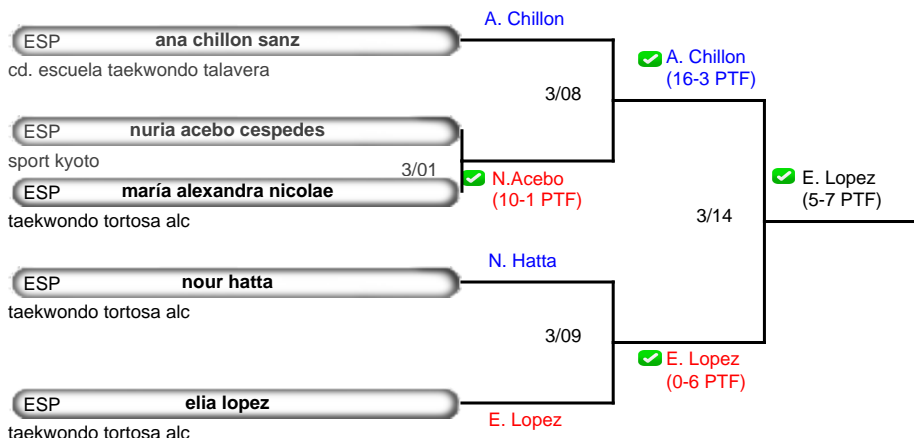 A. Chillon
ESP ana chillon sanz
cd. escuela taekwondo talavera
A. Chillon
(16-3 PTF)
3/08
ESP nuria acebo cespedes
sport kyoto
3/01
N.Acebo
(10-1 PTF)
ESP maría alexandra nicolae
taekwondo tortosa alc
E. Lopez
(5-7 PTF)
3/14
N. Hatta
ESP nour hatta
taekwondo tortosa alc
3/09
E. Lopez
(0-6 PTF)
ESP elia lopez
E. Lopez
taekwondo tortosa alc